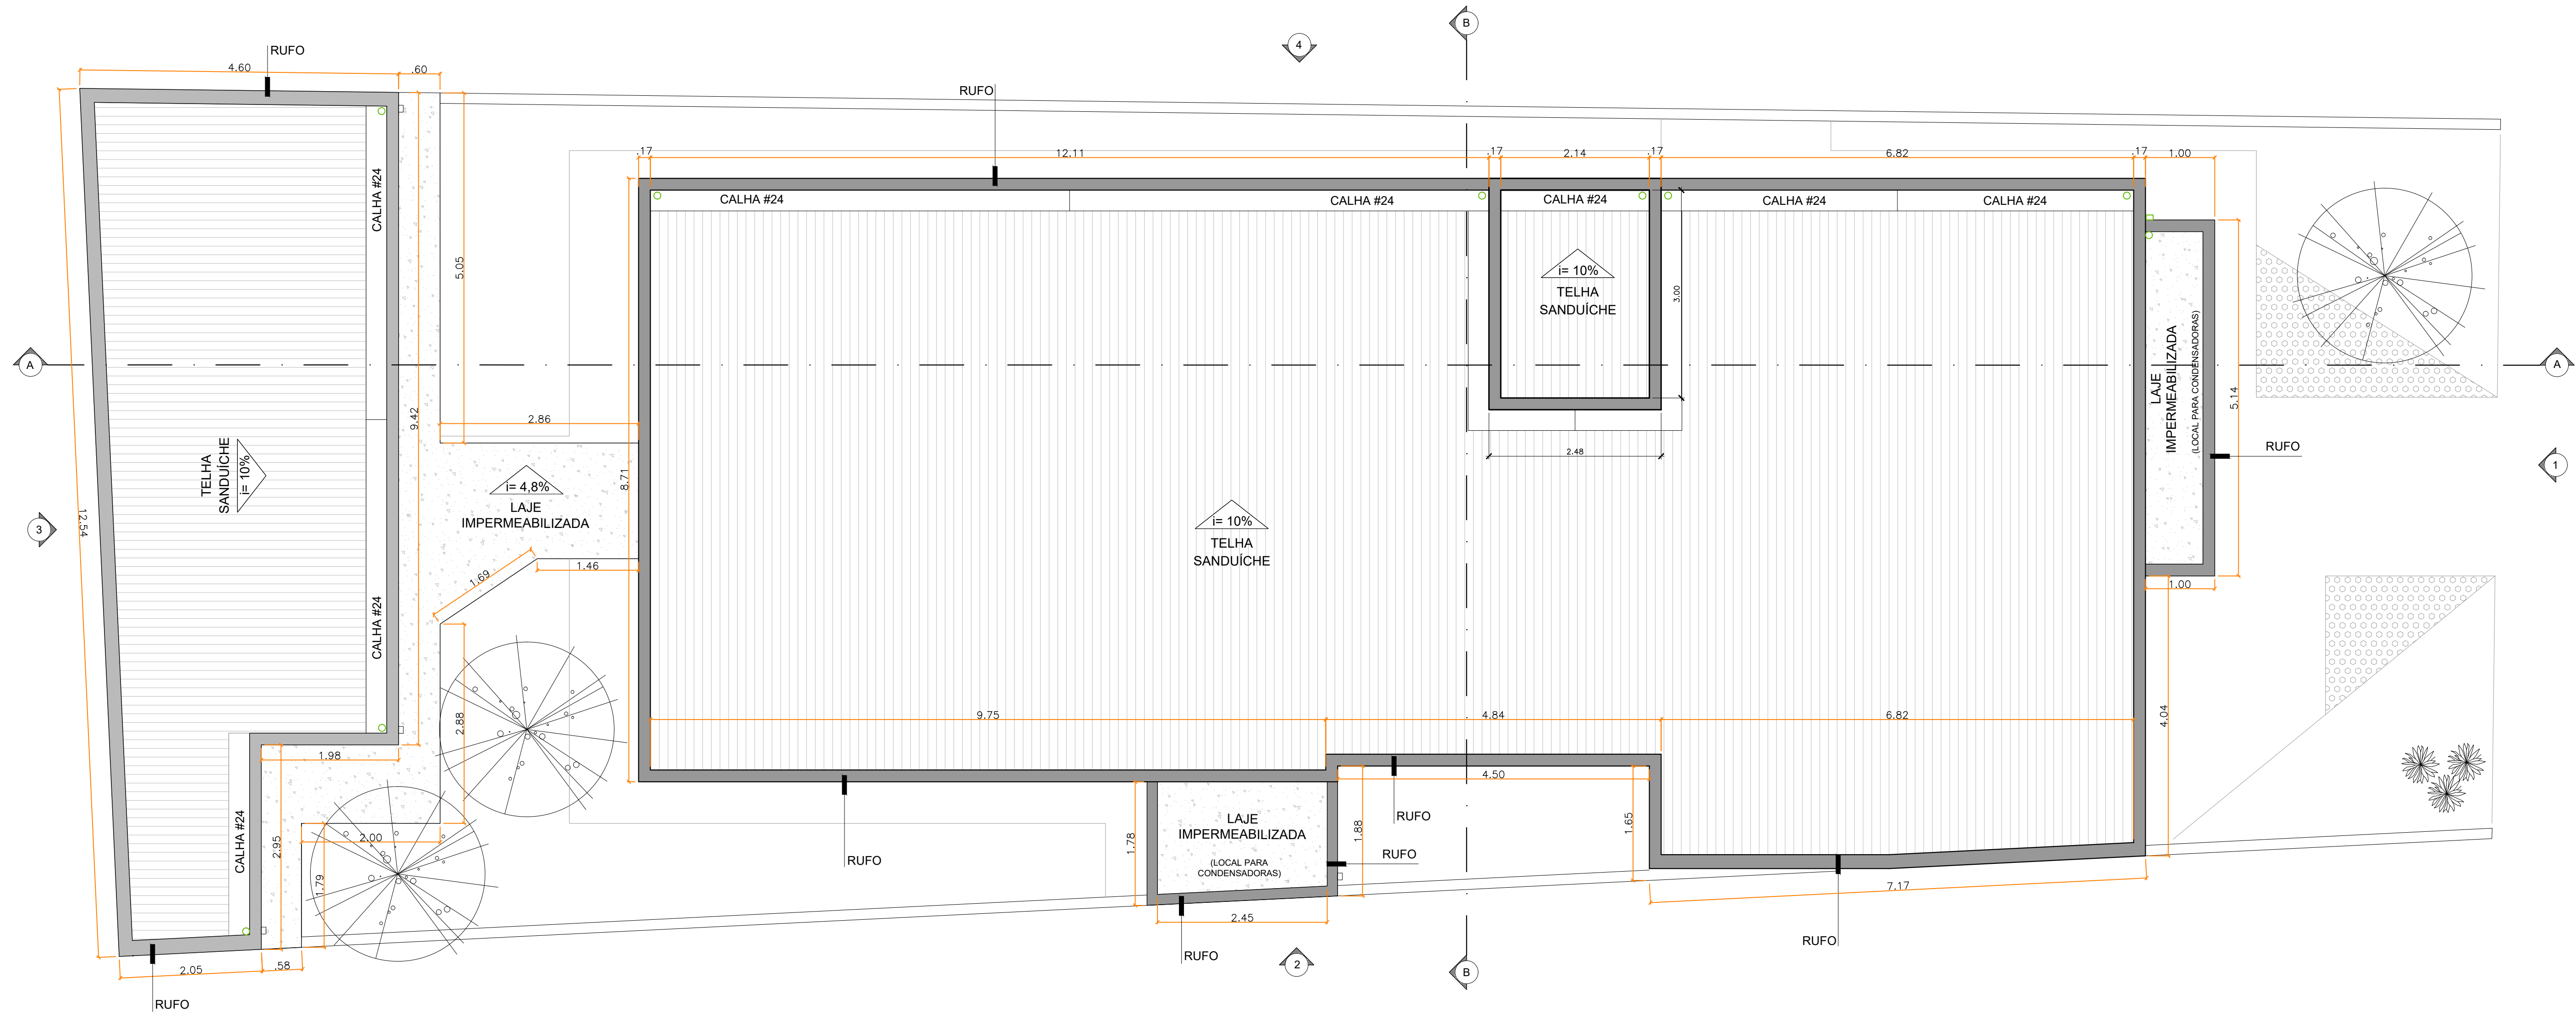 B
4
RUFO
4.60
.60
RUFO
.17
12.11
.17
2.14
.17
6.82
.17
1.00
CALHA #24
CALHA #24
CALHA #24
CALHA #24
CALHA #24
CALHA #24
5.05
i= 10%
TELHA
SANDUÍCHE
3.00
LAJE
IMPERMEABILIZADA
(LOCAL PARA CONDENSADORAS)
5.14
A
A
9.42
2.86
2.48
RUFO
1
TELHA
SANDUÍCHE
i= 10%
8.71
i= 4,8%
LAJE
IMPERMEABILIZADA
12.54
3
i= 10%
TELHA
SANDUÍCHE
1.46
1.69
1.00
CALHA #24
2.88
9.75
4.84
6.82
4.04
1.98
4.50
RUFO
LAJE
IMPERMEABILIZADA
(LOCAL PARA
CONDENSADORAS)
1.78
1.88
1.65
CALHA #24
2.95
2.00
1.79
RUFO
RUFO
7.17
2.45
RUFO
RUFO
2
B
2.05
.58
RUFO